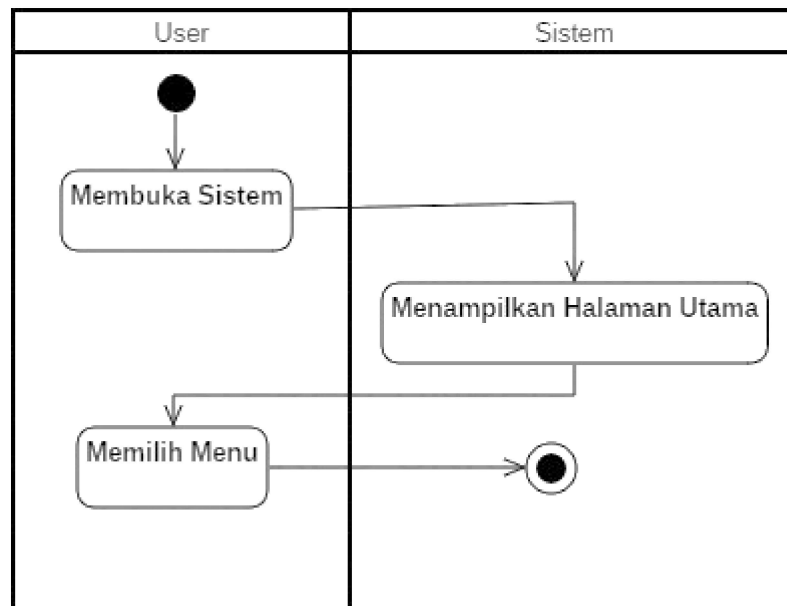 User
Sistem
Membuka Sistem
Menampilkan Halaman Utama
Memilih Menu